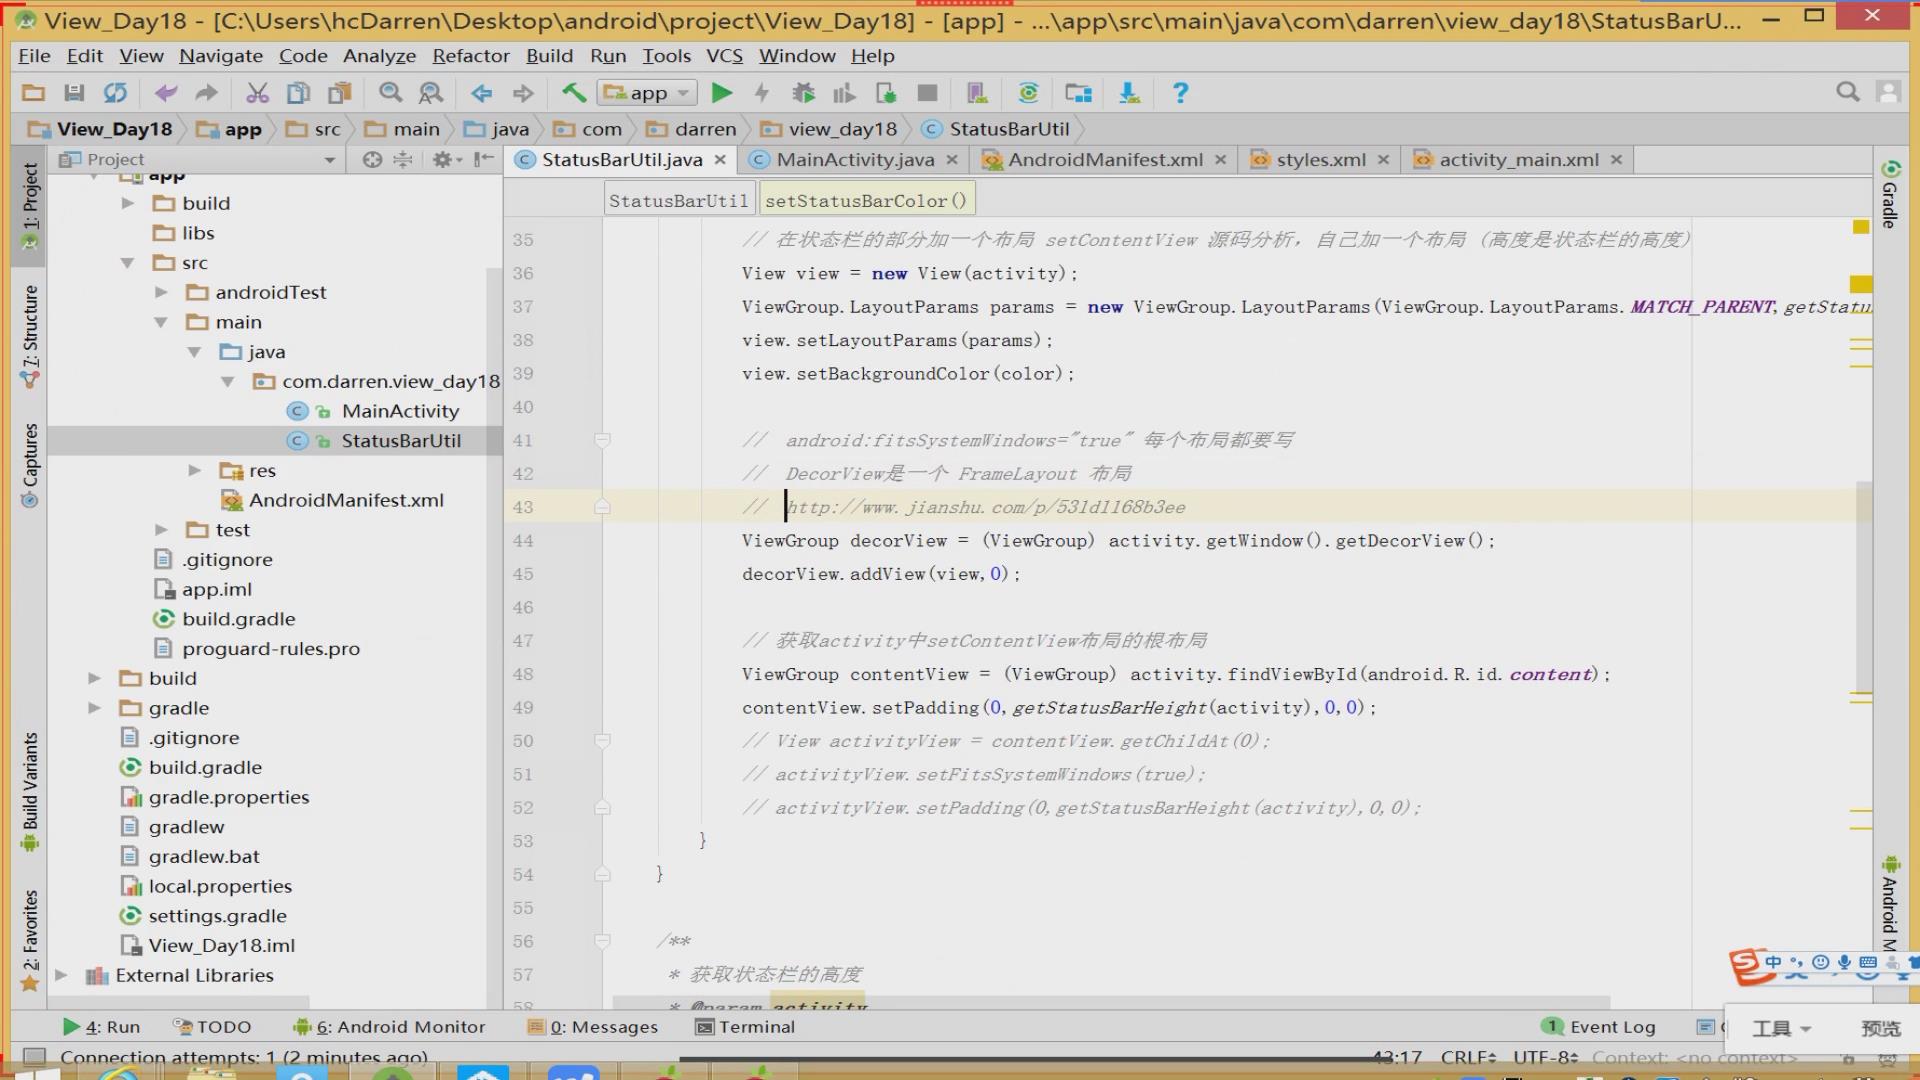 View_Day18 - [C:\Users\hcDarren\Desktop\android\project\View_Day18] - [app] - ...\app\src\main\java\com\darren\view_day18\StatusBarU...
File Edit View Navigate Code Analyze Refactor Build Run Tools VCS Window Help
app
View_Day18 app src main java com darren view_day18 StatusBarUtil
Project
StatusBarUtil.java MainActivity.java AndroidManifest.xml styles.xml activity_main.xml
StatusBarUtil setStatusBarColor()
1: Project
7: Structure
Captures
Build Variants
2: Favorites
app
build
libs
src
androidTest
main
java
com.darren.view_day18
MainActivity
StatusBarUtil
res
AndroidManifest.xml
test
.gitignore
app.iml
build.gradle
proguard-rules.pro
build
gradle
.gitignore
build.gradle
gradle.properties
gradlew
gradlew.bat
local.properties
settings.gradle
View_Day18.iml
External Libraries
35 // 在状态栏的部分加一个布局 setContentView 源码分析，自己加一个布局 (高度是状态栏的高度)
36 View view = new View(activity);
37 ViewGroup.LayoutParams params = new ViewGroup.LayoutParams(ViewGroup.LayoutParams.MATCH_PARENT,getStatu
38 view.setLayoutParams(params);
39 view.setBackgroundColor(color);
40
41 // android:fitsSystemWindows="true" 每个布局都要写
42 // DecorView是一个 FrameLayout 布局
43 // http://www.jianshu.com/p/531d1168b3ee
44 ViewGroup decorView = (ViewGroup) activity.getWindow().getDecorView();
45 decorView.addView(view,0);
46
47 // 获取activity中setContentView布局的根布局
48 ViewGroup contentView = (ViewGroup) activity.findViewById(android.R.id.content);
49 contentView.setPadding(0,getStatusBarHeight(activity),0,0);
50 // View activityView = contentView.getChildAt(0);
51 // activityView.setFitsSystemWindows(true);
52 // activityView.setPadding(0,getStatusBarHeight(activity),0,0);
53 }
54 }
55
56 /**
57 * 获取状态栏的高度
58 * @param activity
Gradle
Android M
中
工具 预览
4: Run TODO 6: Android Monitor 0: Messages Terminal 1 Event Log
Connection attempts: 1 (2 minutes ago) 43:17 CRLF UTF-8 Context: <no context>